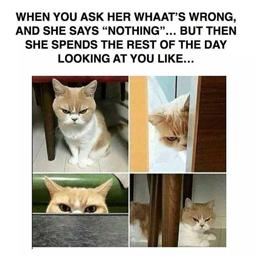 WHEN YOU ASK HER WHAAT'S WRONG,
AND SHE SAYS “NOTHING”... BUT THEN
SHE SPENDS THE REST OF THE DAY
LOOKING AT YOU LIKE...